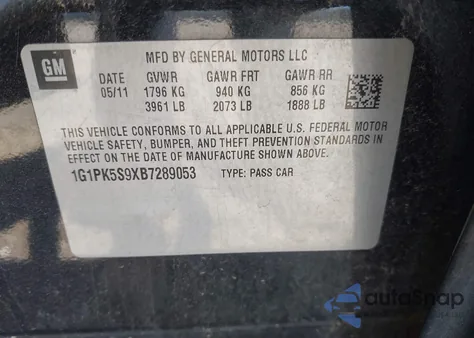 GM
MFD BY GENERAL MOTORS LLC
05/11 GVWR GAWR FRT GAWR RR
1796 KG 940 KG 856 KG
3961 LB 2073 LB 1888 LB
THIS VEHICLE CONFORMS TO ALL APPLICABLE U.S. FEDERAL MOTOR
VEHICLE SAFETY, BUMPER, AND THEFT PREVENTION STANDARDS IN
EFFECT ON THE DATE OF MANUFACTURE SHOWN ABOVE.
1G1PK5S9XB7289053 TYPE: PASS CAR
autoSnap